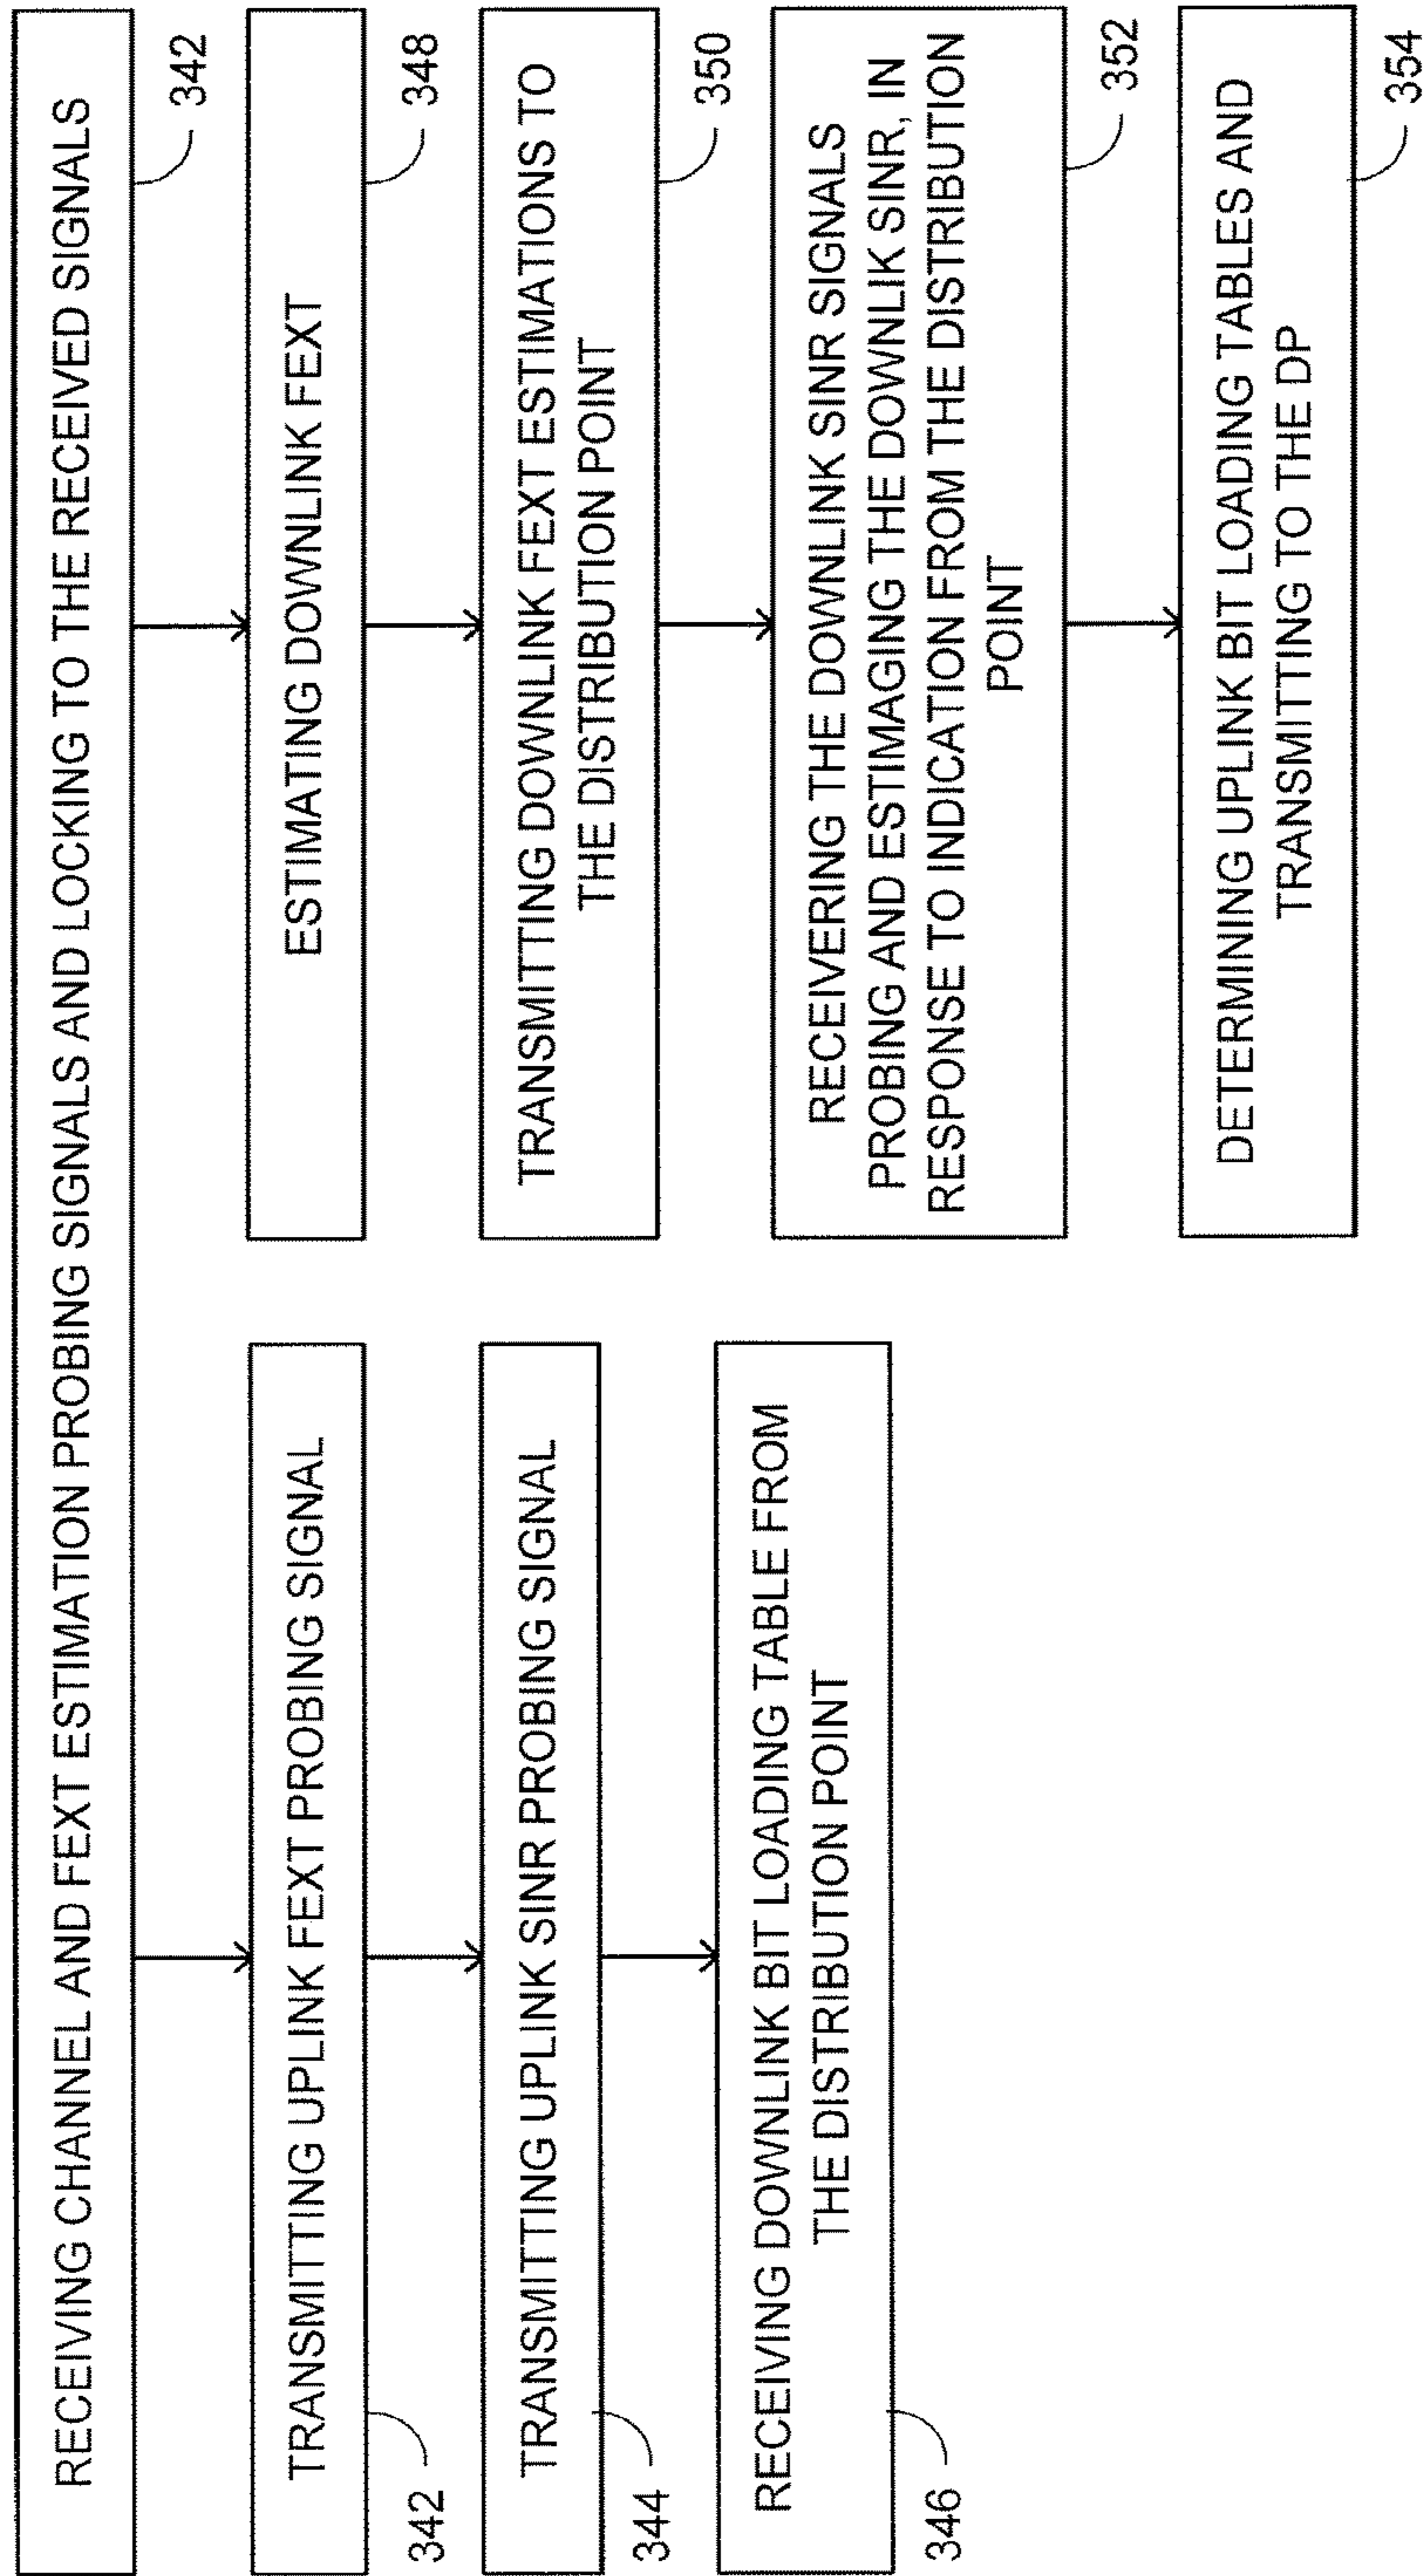 RECEIVING CHANNEL AND FEXT ESTIMATION PROBING SIGNALS AND LOCKING TO THE RECEIVED SIGNALS
342
TRANSMITTING UPLINK FEXT PROBING SIGNAL
342
TRANSMITTING UPLINK SINR PROBING SIGNAL
344
RECEIVING DOWNLINK BIT LOADING TABLE FROM
THE DISTRIBUTION POINT
346
ESTIMATING DOWNLINK FEXT
348
TRANSMITTING DOWNLINK FEXT ESTIMATIONS TO
THE DISTRIBUTION POINT
350
RECEIVERING THE DOWNLINK SINR SIGNALS
PROBING AND ESTIMAGING THE DOWNLIK SINR, IN
RESPONSE TO INDICATION FROM THE DISTRIBUTION
POINT
352
DETERMINING UPLINK BIT LOADING TABLES AND
TRANSMITTING TO THE DP
354